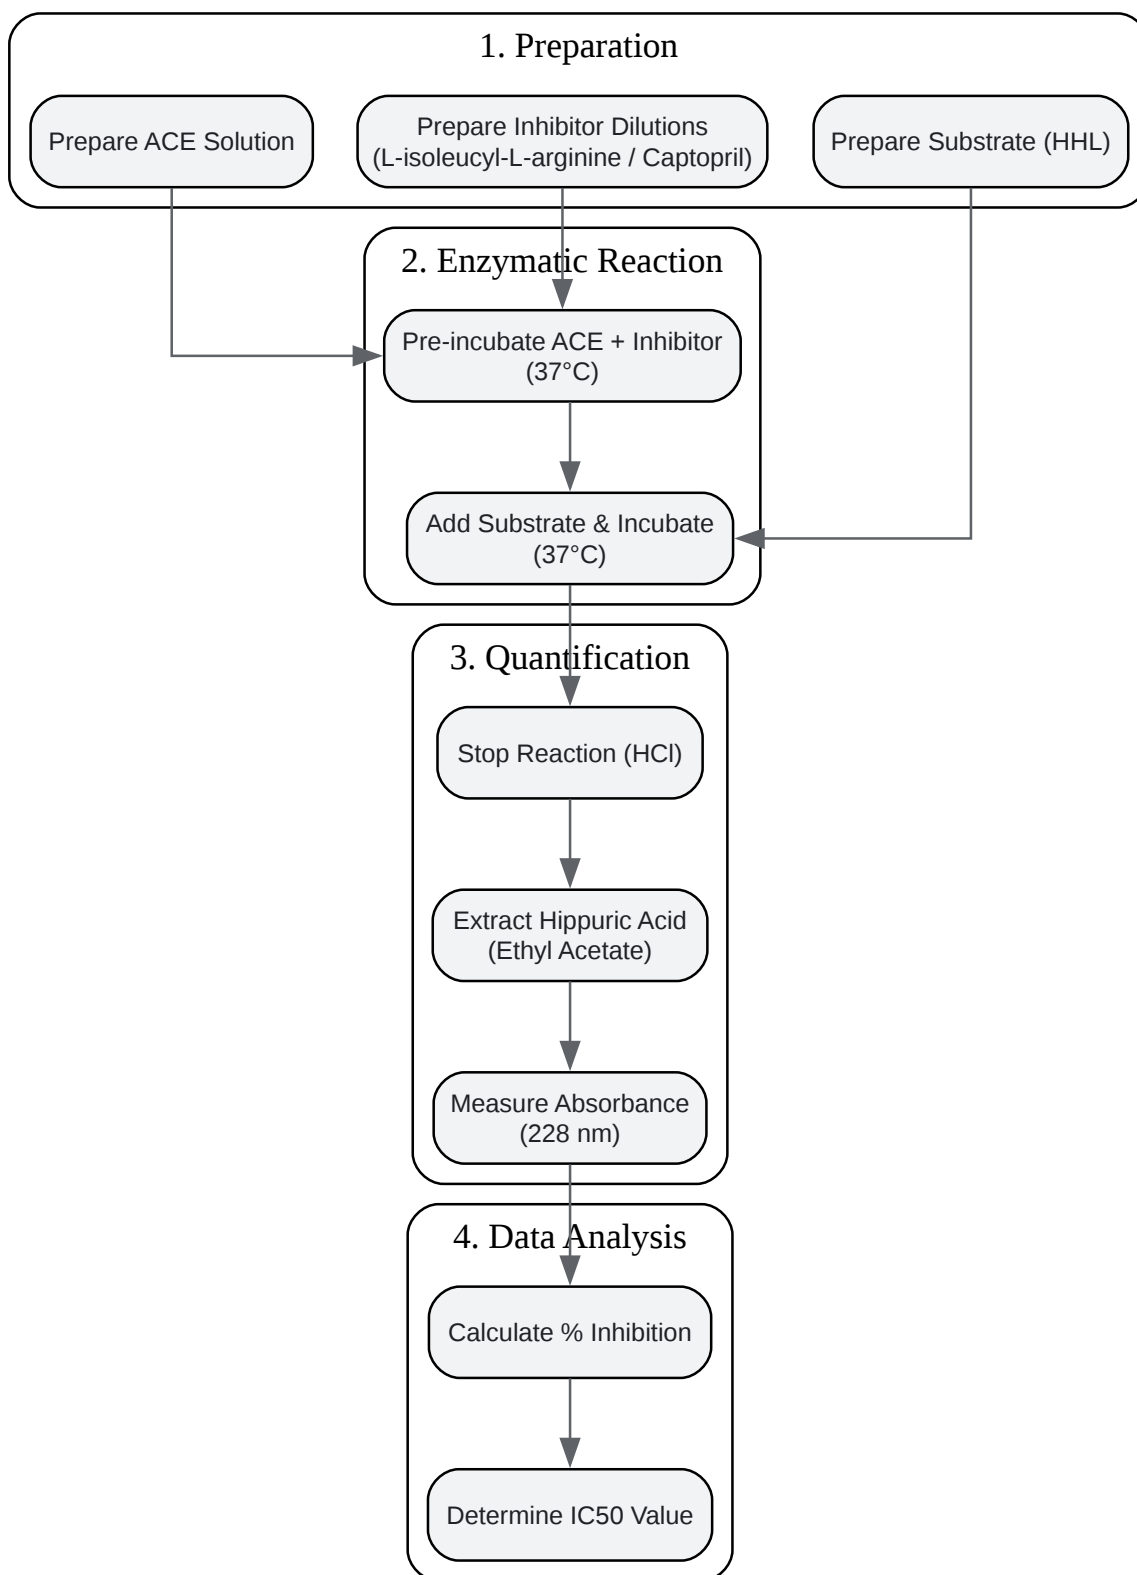 1. Preparation
Prepare ACE Solution
Prepare Inhibitor Dilutions
(L-isoleucyl-L-arginine / Captopril)
Prepare Substrate (HHL)
2. Enzymatic Reaction
Pre-incubate ACE + Inhibitor
(37°C)
Add Substrate & Incubate
(37°C)
3. Quantification
Stop Reaction (HCl)
Extract Hippuric Acid
(Ethyl Acetate)
Measure Absorbance
(228 nm)
4. Data Analysis
Calculate % Inhibition
Determine IC50 Value